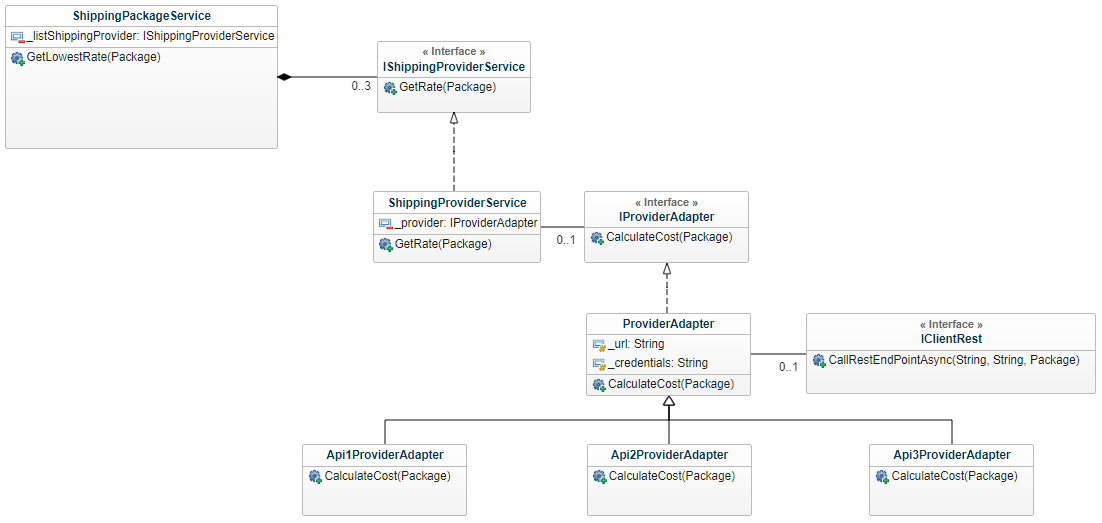 ShippingPackageService
_listShippingProvider: IShippingProviderService
GetLowestRate(Package)
« Interface »
IShippingProviderService
GetRate(Package)
0..3
ShippingProviderService
_provider: IProviderAdapter
GetRate(Package)
« Interface »
IProviderAdapter
CalculateCost(Package)
0..1
ProviderAdapter
_url: String
_credentials: String
CalculateCost(Package)
« Interface »
IClientRest
CallRestEndPointAsync(String, String, Package)
0..1
Api1ProviderAdapter
CalculateCost(Package)
Api2ProviderAdapter
CalculateCost(Package)
Api3ProviderAdapter
CalculateCost(Package)